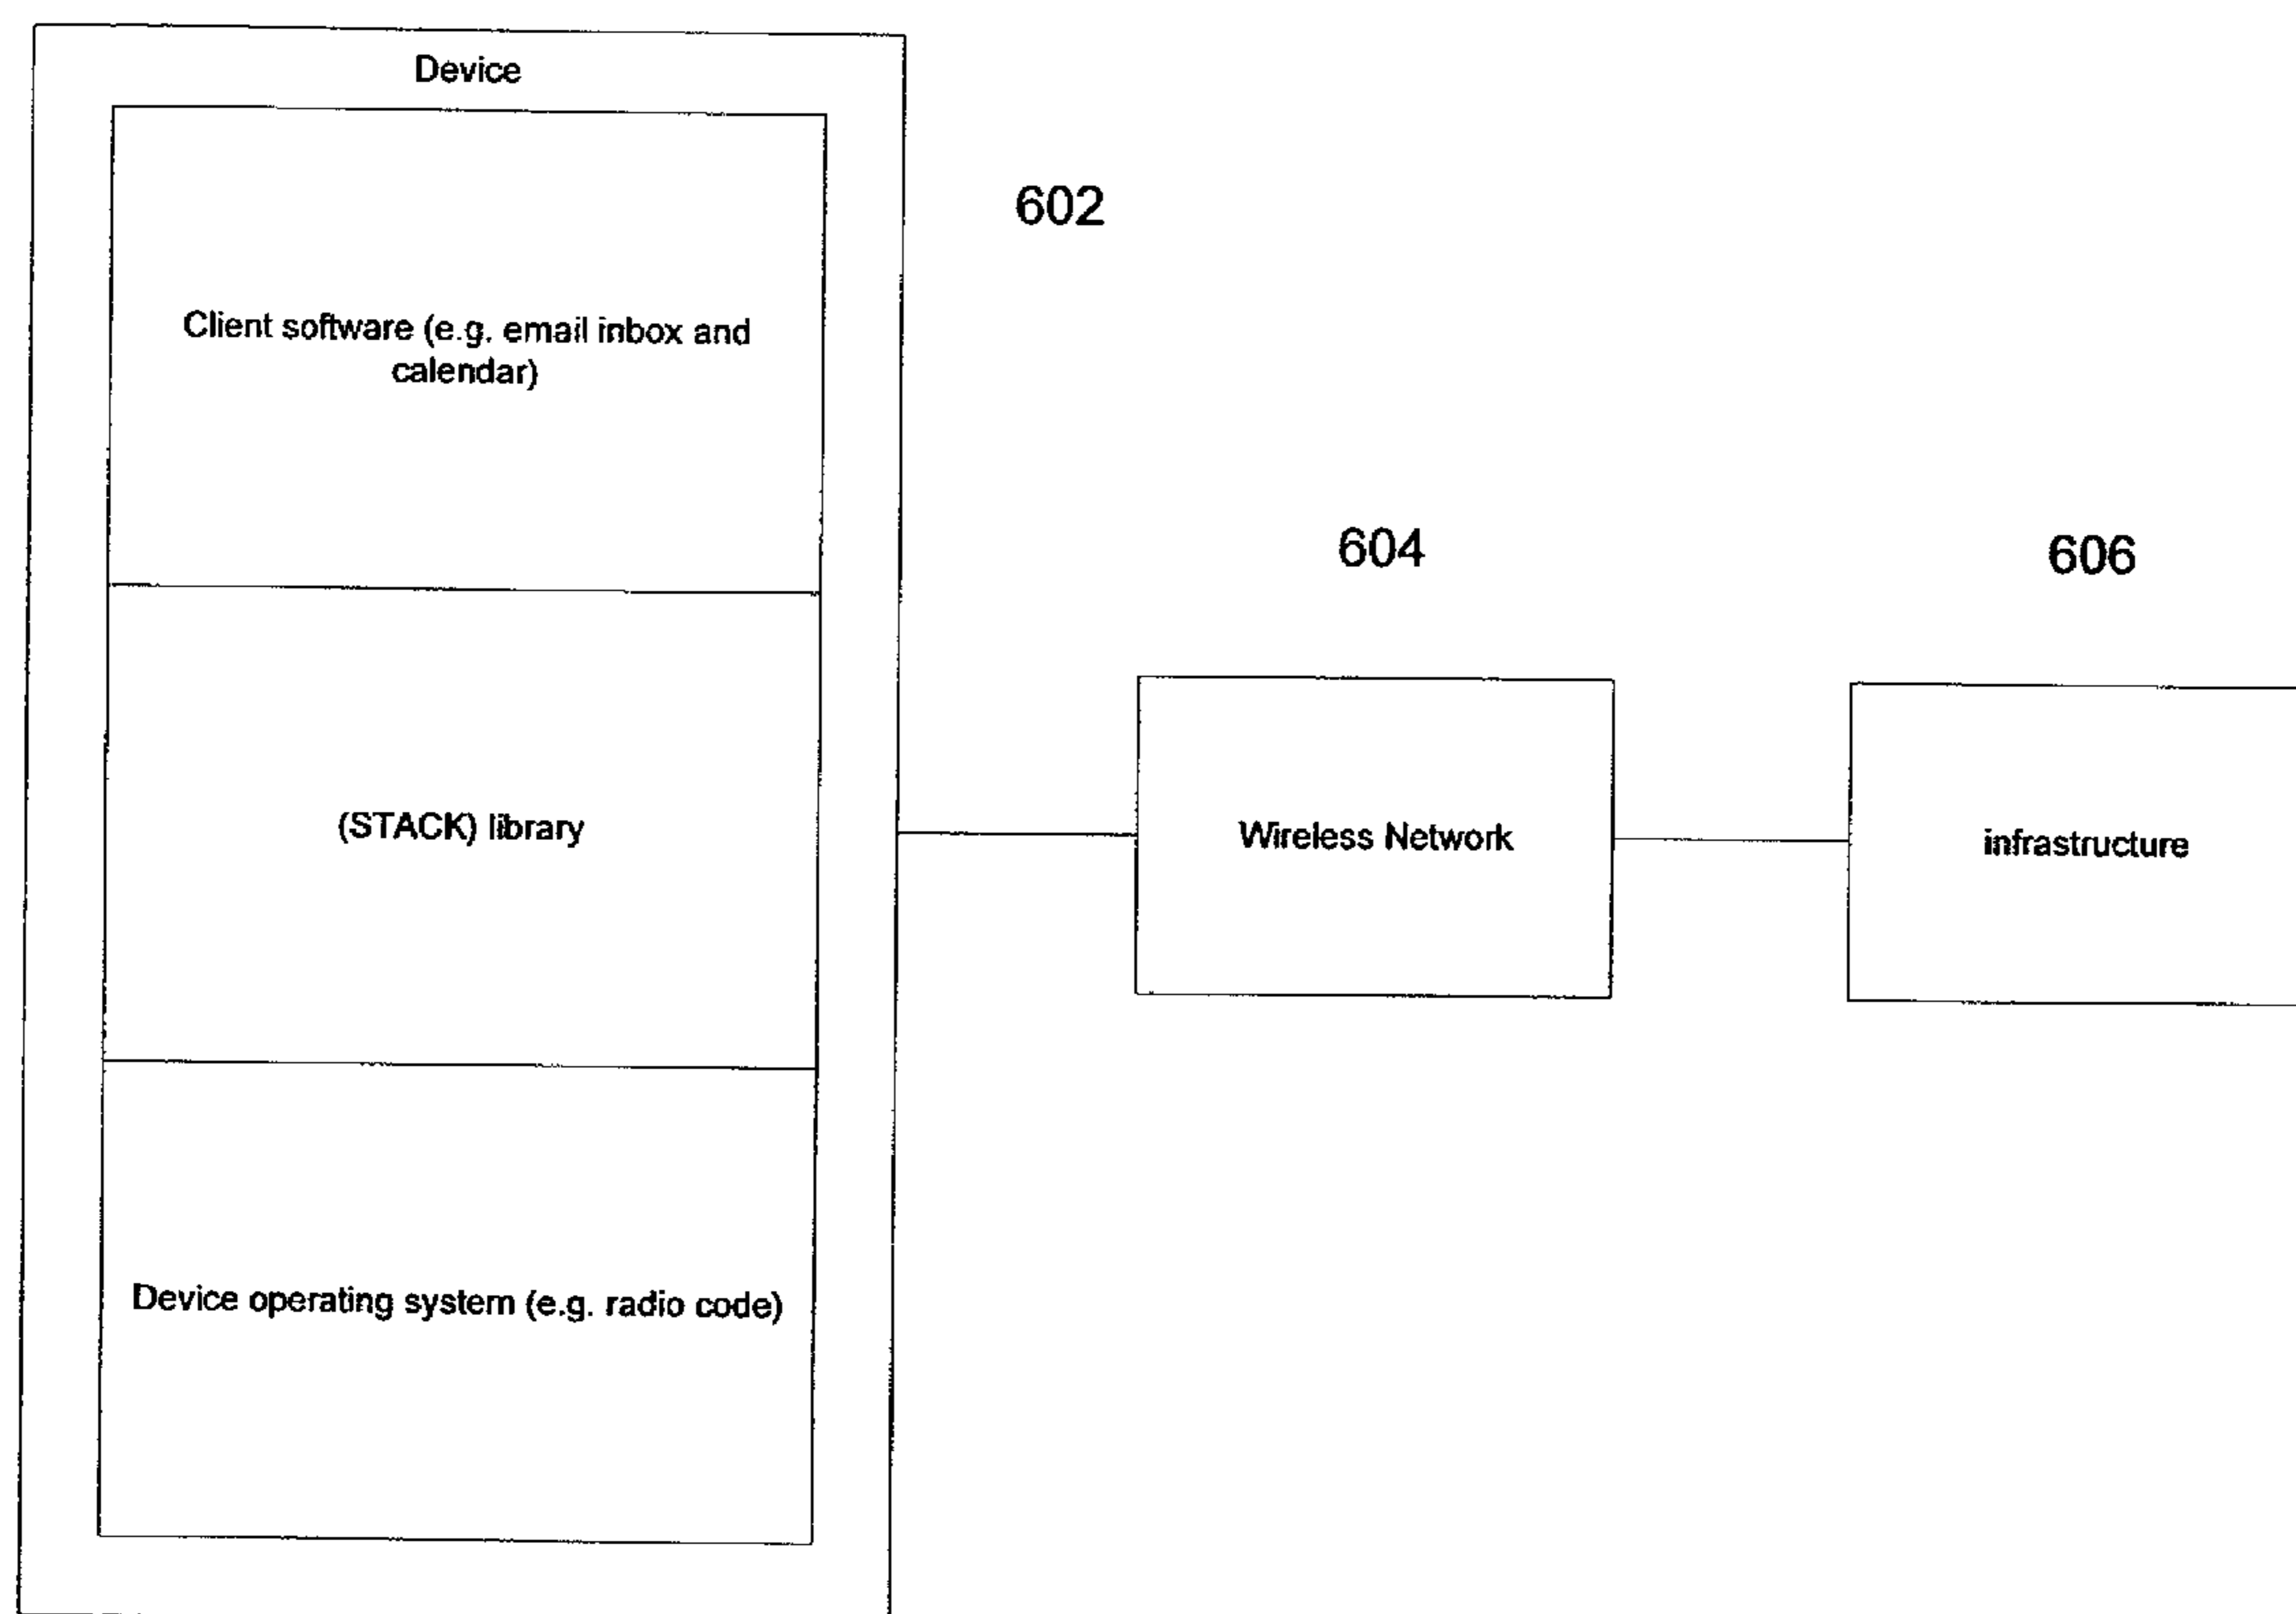 Device
602
Client software (e.g. email inbox and
calendar)
604
606
(STACK) library
Wireless Network
infrastructure
Device operating system (e.g. radio code)